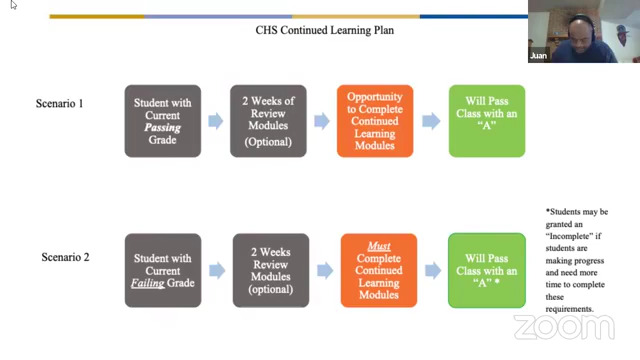 CHS Continued Learning Plan
Juan
Scenario 1
Student with
Current
Passing
Grade
2 Weeks of
Review
Modules
(Optional)
Opportunity
to Complete
Continued
Learning
Modules
Will Pass
Class with an
“A”
Scenario 2
Student with
Current
Failing Grade
2 Weeks
Review
Modules
(optional)
Must
Complete
Continued
Learning
Modules
Will Pass
Class with an
“A” *
*Students may be
granted an
“Incomplete” if
students are
making progress
and need more
time to complete
these
requirements.
zoom